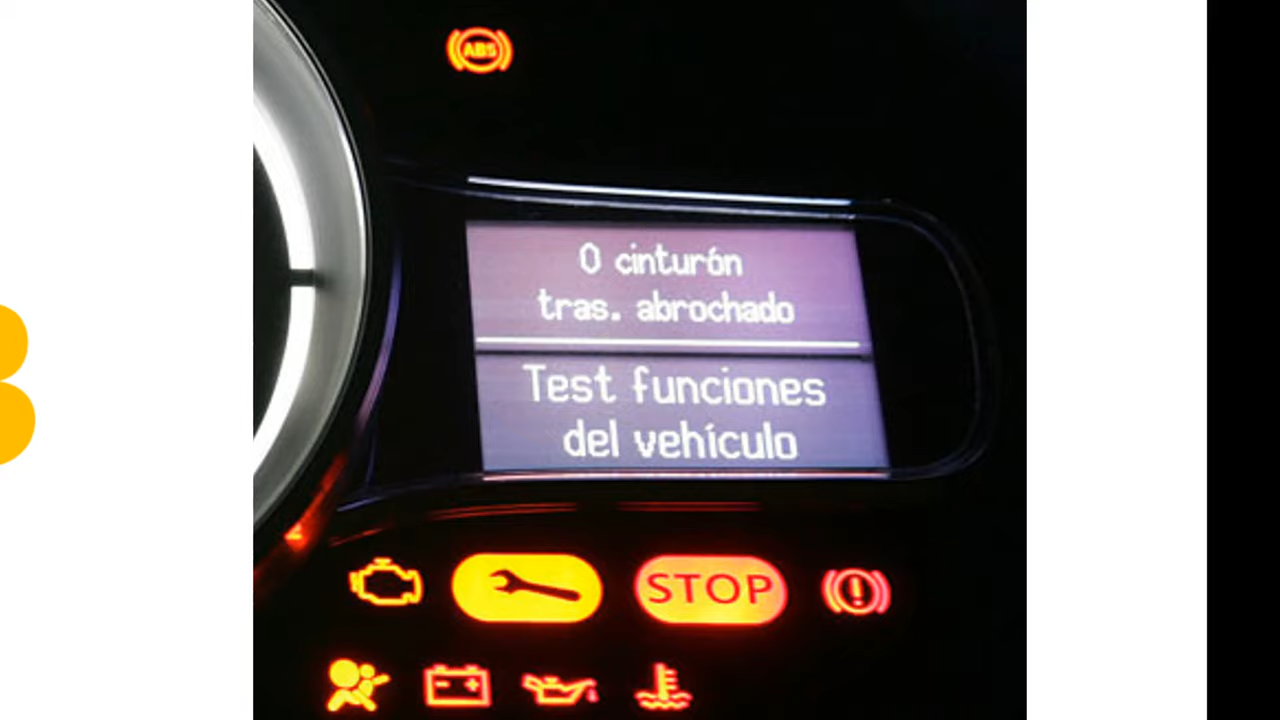 ABS
0 cinturón
tras. abrochado
Test funciones
del vehículo
STOP